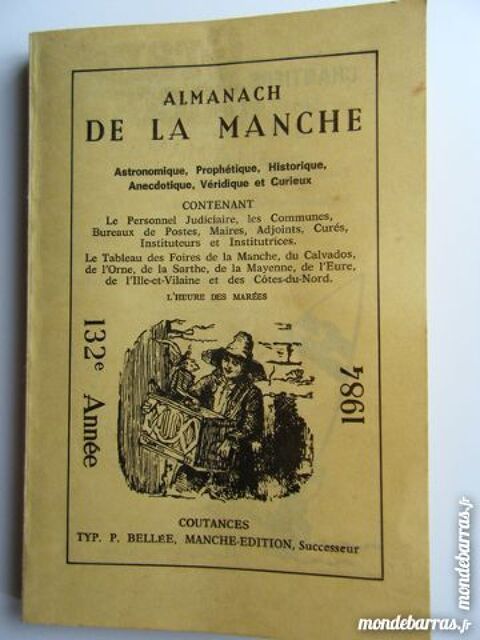 ALMANACH
DE LA MANCHE
Astronomique, Prophétique, Historique,
Anecdotique, Véridique et Curieux
CONTENANT
Le Personnel Judiciaire, les Communes,
Bureaux de Postes, Maires, Adjoints, Curés,
Instituteurs et Institutrices.
Le Tableau des Foires de la Manche, du Calvados,
de l'Orne, de la Sarthe, de la Mayenne, de l'Eure,
de l'Ille-et-Vilaine et des Côtes-du-Nord.
L'HEURE DES MARÉES
132e Année
1984
COUTANCES
TYP. P. BELLÉE, MANCHE-EDITION, Successeur
mondebarras.fr
mondebarras.fr